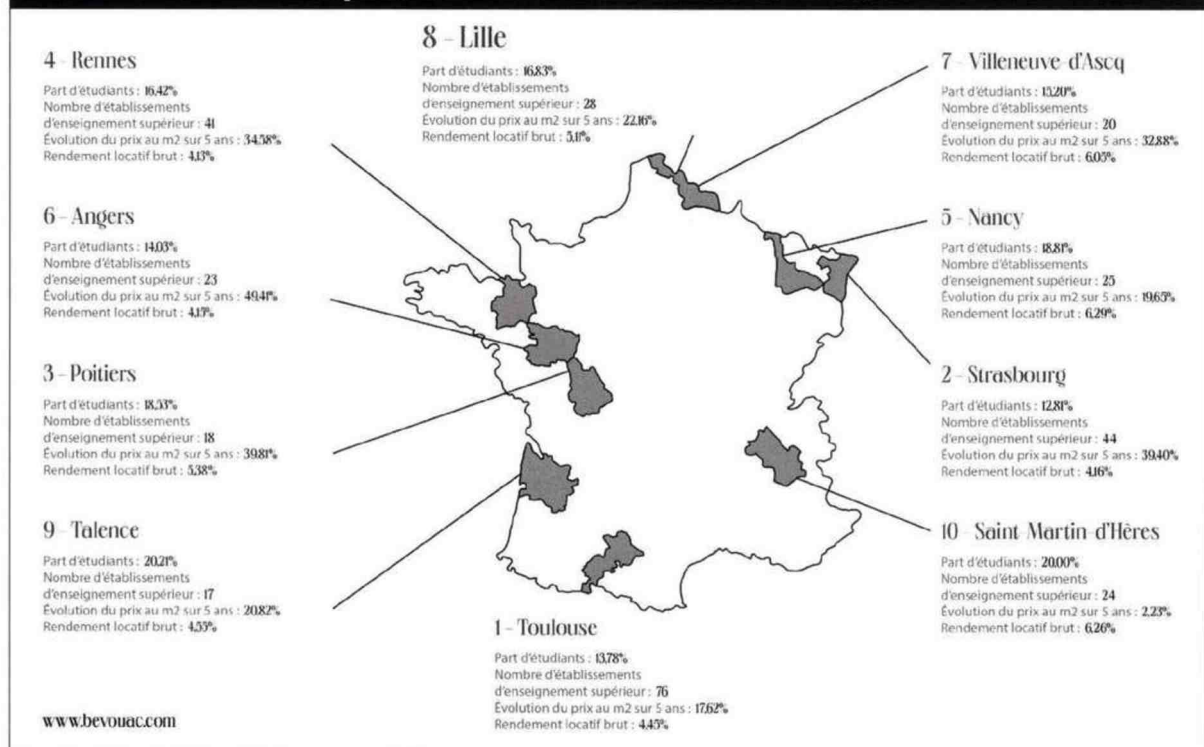 8 - Lille
Part d'étudiants : 16,83%
Nombre d'établissements
d'enseignement supérieur : 28
Évolution du prix au m2 sur 5 ans : 22,16%
Rendement locatif brut : 5,11%
4 - Rennes
Part d'étudiants : 16,42%
Nombre d'établissements
d'enseignement supérieur : 41
Évolution du prix au m2 sur 5 ans : 34,58%
Rendement locatif brut : 4,13%
6 - Angers
Part d'étudiants : 14,03%
Nombre d'établissements
d'enseignement supérieur : 23
Évolution du prix au m2 sur 5 ans : 49,41%
Rendement locatif brut : 4,15%
3 - Poitiers
Part d'étudiants : 18,53%
Nombre d'établissements
d'enseignement supérieur : 18
Évolution du prix au m2 sur 5 ans : 39,81%
Rendement locatif brut : 5,38%
9 - Talence
Part d'étudiants : 20,21%
Nombre d'établissements
d'enseignement supérieur : 17
Évolution du prix au m2 sur 5 ans : 20,82%
Rendement locatif brut : 4,55%
7 - Villeneuve-d'Ascq
Part d'étudiants : 15,20%
Nombre d'établissements
d'enseignement supérieur : 20
Évolution du prix au m2 sur 5 ans : 32,88%
Rendement locatif brut : 6,05%
5 - Nancy
Part d'étudiants : 18,81%
Nombre d'établissements
d'enseignement supérieur : 25
Évolution du prix au m2 sur 5 ans : 19,65%
Rendement locatif brut : 6,29%
2 - Strasbourg
Part d'étudiants : 12,81%
Nombre d'établissements
d'enseignement supérieur : 44
Évolution du prix au m2 sur 5 ans : 39,40%
Rendement locatif brut : 4,16%
10 - Saint-Martin-d'Hères
Part d'étudiants : 20,00%
Nombre d'établissements
d'enseignement supérieur : 24
Évolution du prix au m2 sur 5 ans : 2,23%
Rendement locatif brut : 6,26%
1 - Toulouse
Part d'étudiants : 13,78%
Nombre d'établissements
d'enseignement supérieur : 76
Évolution du prix au m2 sur 5 ans : 17,62%
Rendement locatif brut : 4,45%
www.bevouac.com